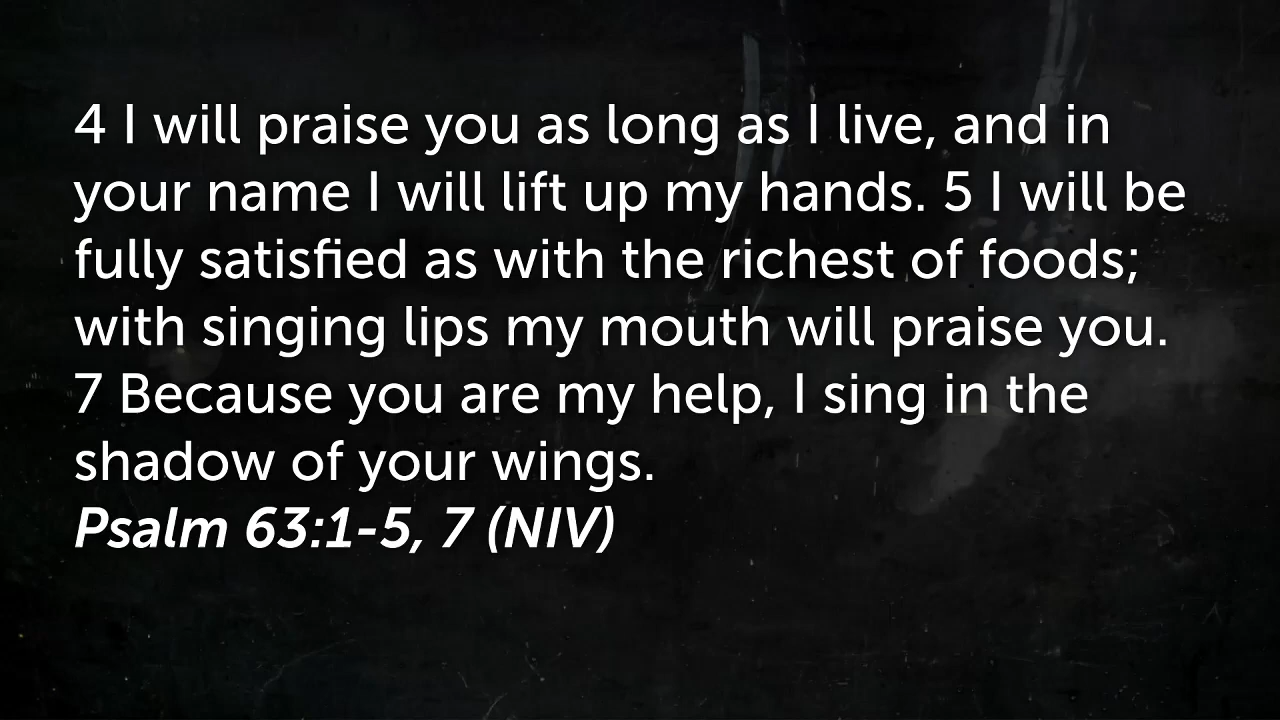 4 I will praise you as long as I live, and in
your name I will lift up my hands. 5 I will be
fully satisfied as with the richest of foods;
with singing lips my mouth will praise you.
7 Because you are my help, I sing in the
shadow of your wings.
Psalm 63:1-5, 7 (NIV)